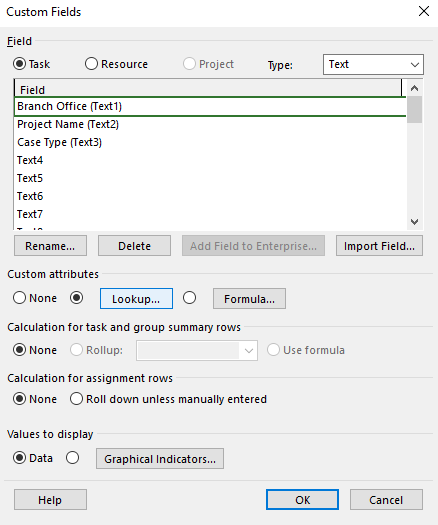 Custom Fields
Field
Task Resource Project Type: Text
Field
Branch Office (Text1)
Project Name (Text2)
Case Type (Text3)
Text4
Text5
Text6
Text7
Rename... Delete Add Field to Enterprise... Import Field...
Custom attributes
None Lookup... Formula...
Calculation for task and group summary rows
None Rollup: Use formula
Calculation for assignment rows
None Roll down unless manually entered
Values to display
Data Graphical Indicators...
Help OK Cancel